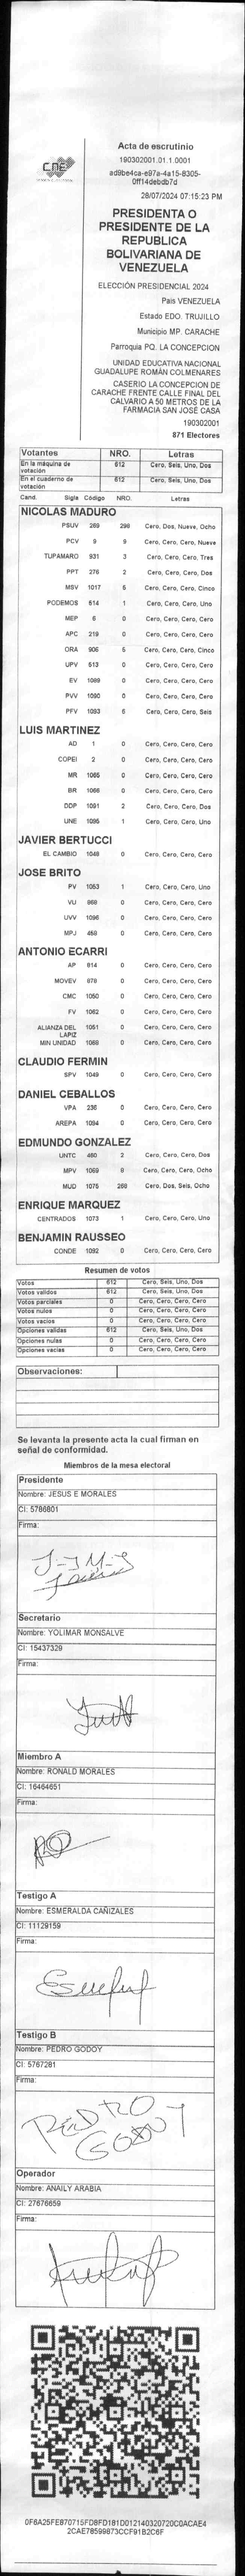 CNE
Acta de escrutinio
190302001.01.1.0001
ad9be4ca-e97a-4a15-8305-
0ff14debdb7d
28/07/2024 07:15:23 PM
PRESIDENTA O
PRESIDENTE DE LA
REPUBLICA
BOLIVARIANA DE
VENEZUELA
ELECCIÓN PRESIDENCIAL 2024
Pais VENEZUELA
Estado EDO. TRUJILLO
Municipio MP. CARACHE
Parroquia PQ. LA CONCEPCION
UNIDAD EDUCATIVA NACIONAL
GUADALUPE ROMÁN COLMENARES
CASERIO LA CONCEPCION DE
CARACHE FRENTE CALLE FINAL DEL
CALVARIO A 50 METROS DE LA
FARMACIA SAN JOSÉ CASA
190302001
871 Electores
Votantes NRO. Letras
En la máquina de votación 612 Cero, Seis, Uno, Dos
En el cuaderno de votación 612 Cero, Seis, Uno, Dos
Cand. Sigla Código NRO. Letras
NICOLAS MADURO
PSUV 269 298 Cero, Dos, Nueve, Ocho
PCV 9 9 Cero, Cero, Cero, Nueve
TUPAMARO 931 3 Cero, Cero, Cero, Tres
PPT 276 2 Cero, Cero, Cero, Dos
MSV 1017 5 Cero, Cero, Cero, Cinco
PODEMOS 514 1 Cero, Cero, Cero, Uno
MEP 6 0 Cero, Cero, Cero, Cero
APC 219 0 Cero, Cero, Cero, Cero
ORA 906 5 Cero, Cero, Cero, Cinco
UPV 513 0 Cero, Cero, Cero, Cero
EV 1089 0 Cero, Cero, Cero, Cero
PVV 1090 0 Cero, Cero, Cero, Cero
PFV 1093 6 Cero, Cero, Cero, Seis
LUIS MARTINEZ
AD 1 0 Cero, Cero, Cero, Cero
COPEI 2 0 Cero, Cero, Cero, Cero
MR 1065 0 Cero, Cero, Cero, Cero
BR 1066 0 Cero, Cero, Cero, Cero
DDP 1091 2 Cero, Cero, Cero, Dos
UNE 1095 1 Cero, Cero, Cero, Uno
JAVIER BERTUCCI
EL CAMBIO 1048 0 Cero, Cero, Cero, Cero
JOSE BRITO
PV 1053 1 Cero, Cero, Cero, Uno
VU 868 0 Cero, Cero, Cero, Cero
UVV 1096 0 Cero, Cero, Cero, Cero
MPJ 458 0 Cero, Cero, Cero, Cero
ANTONIO ECARRI
AP 814 0 Cero, Cero, Cero, Cero
MOVEV 878 0 Cero, Cero, Cero, Cero
CMC 1050 0 Cero, Cero, Cero, Cero
FV 1062 0 Cero, Cero, Cero, Cero
ALIANZA DEL LAPIZ 1051 0 Cero, Cero, Cero, Cero
MIN UNIDAD 1068 0 Cero, Cero, Cero, Cero
CLAUDIO FERMIN
SPV 1049 0 Cero, Cero, Cero, Cero
DANIEL CEBALLOS
VPA 236 0 Cero, Cero, Cero, Cero
AREPA 1094 0 Cero, Cero, Cero, Cero
EDMUNDO GONZALEZ
UNTC 480 2 Cero, Cero, Cero, Dos
MPV 1069 8 Cero, Cero, Cero, Ocho
MUD 1075 268 Cero, Dos, Seis, Ocho
ENRIQUE MARQUEZ
CENTRADOS 1073 1 Cero, Cero, Cero, Uno
BENJAMIN RAUSSEO
CONDE 1092 0 Cero, Cero, Cero, Cero
Resumen de votos
Votos 612 Cero, Seis, Uno, Dos
Votos validos 612 Cero, Seis, Uno, Dos
Votos parciales 0 Cero, Cero, Cero, Cero
Votos nulos 0 Cero, Cero, Cero, Cero
Votos vacios 0 Cero, Cero, Cero, Cero
Opciones validas 612 Cero, Seis, Uno, Dos
Opciones nulas 0 Cero, Cero, Cero, Cero
Opciones vacias 0 Cero, Cero, Cero, Cero
Observaciones:
Se levanta la presente acta la cual firman en
señal de conformidad.
Miembros de la mesa electoral
Presidente
Nombre: JESUS E MORALES
CI: 5786801
Firma:
Secretario
Nombre: YOLIMAR MONSALVE
CI: 15437329
Firma:
Miembro A
Nombre: RONALD MORALES
CI: 16464651
Firma:
Testigo A
Nombre: ESMERALDA CAÑIZALES
CI: 11129159
Firma:
Testigo B
Nombre: PEDRO GODOY
CI: 5767281
Firma:
PEDRO
GODOY
Operador
Nombre: ANAILY ARABIA
CI: 27676659
Firma:
0F6A25FE870715FD8FD181D012140320720C0ACAE4
2CAE78599873CCF91B2C6F